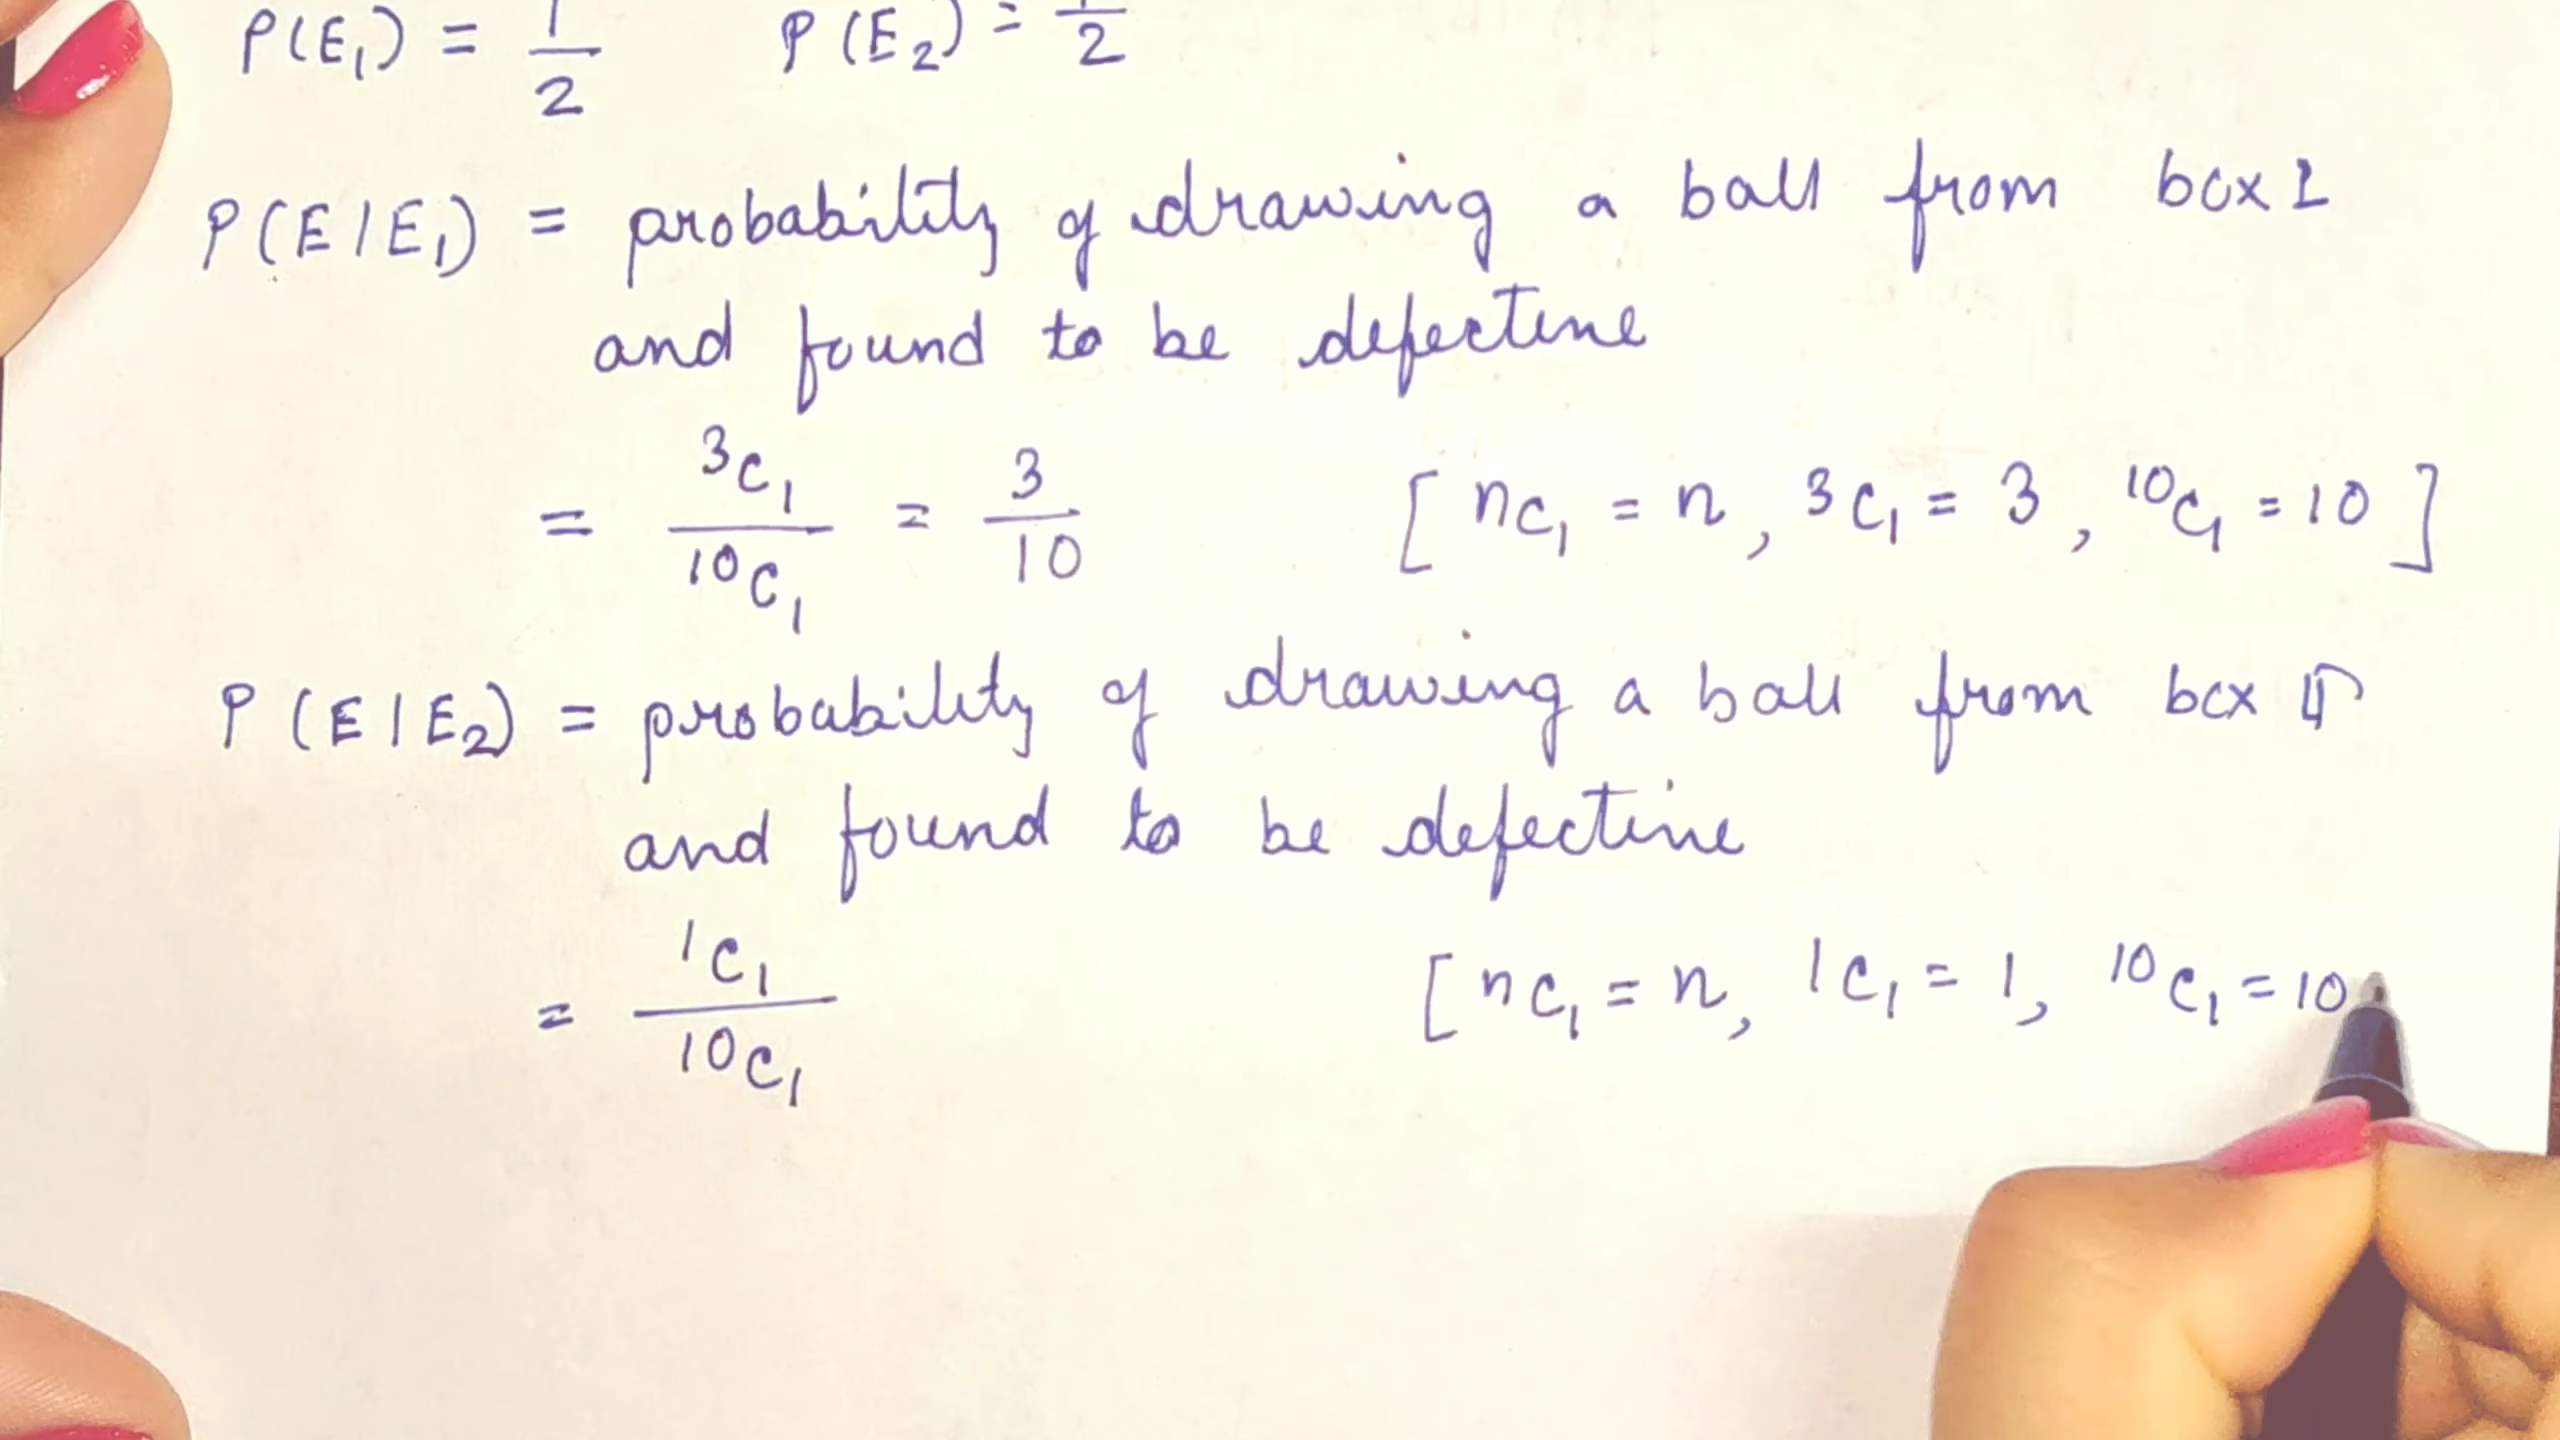 P(E₁) = 1/2 P(E₂) = 1/2
P(E/E₁) = probability of drawing a ball from box I
and found to be defective
= ³C₁/¹⁰C₁ = 3/10 [nC₁ = n, ³C₁ = 3, ¹⁰C₁ = 10]
P(E/E₂) = probability of drawing a ball from box II
and found to be defective
= ¹C₁/¹⁰C₁ [nC₁ = n, ¹C₁ = 1, ¹⁰C₁ = 10